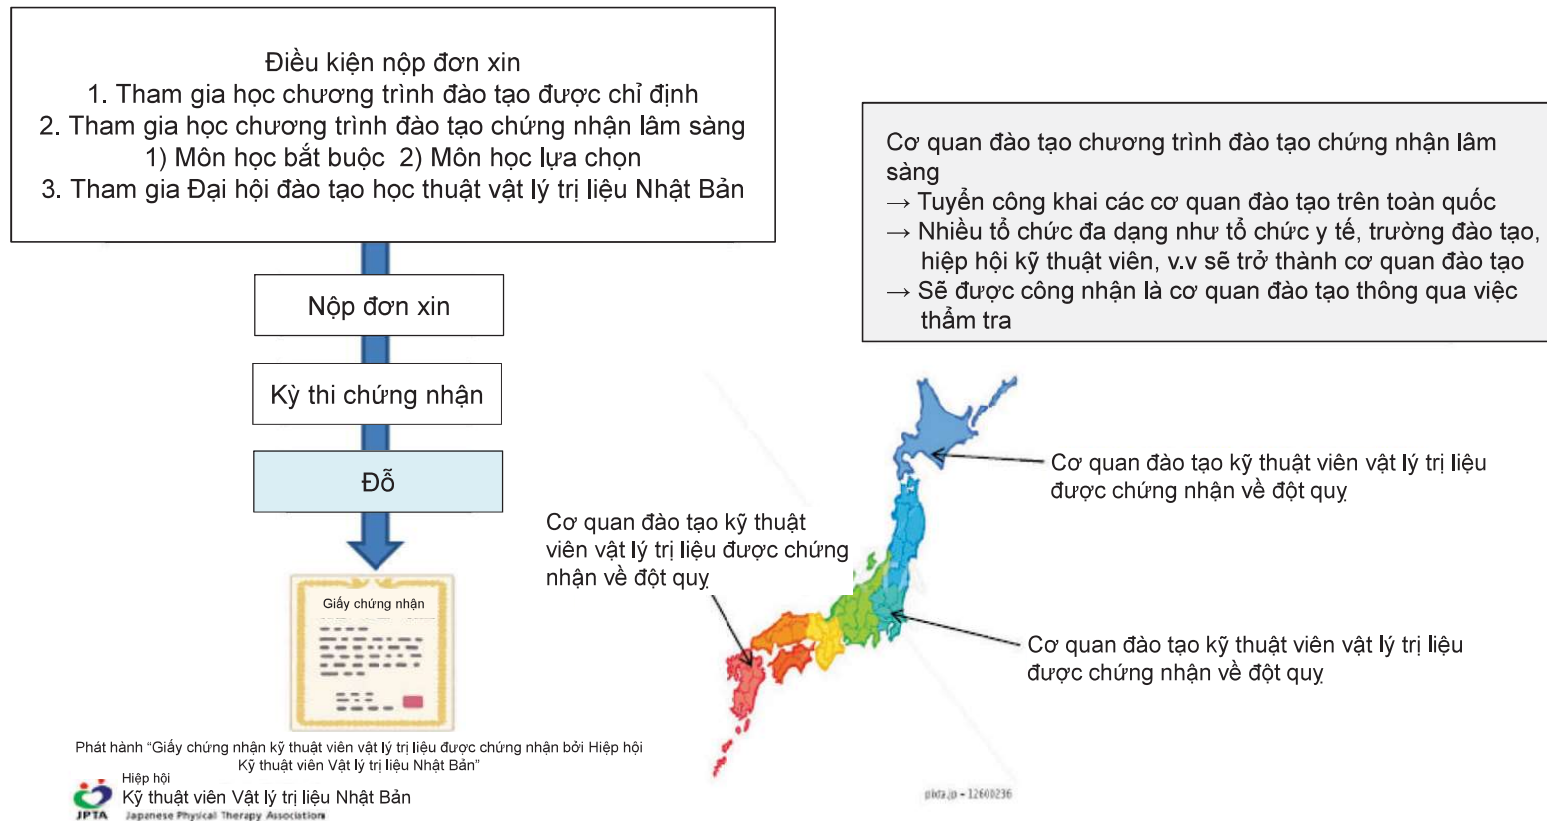 Điều kiện nộp đơn xin
1. Tham gia học chương trình đào tạo được chỉ định
2. Tham gia học chương trình đào tạo chứng nhận lâm sàng
1) Môn học bắt buộc 2) Môn học lựa chọn
3. Tham gia Đại hội đào tạo học thuật vật lý trị liệu Nhật Bản
Nộp đơn xin
Kỳ thi chứng nhận
Đỗ
Giấy chứng nhận
Phát hành “Giấy chứng nhận kỹ thuật viên vật lý trị liệu được chứng nhận bởi Hiệp hội
Kỹ thuật viên Vật lý trị liệu Nhật Bản”
Hiệp hội
Kỹ thuật viên Vật lý trị liệu Nhật Bản
JPTA Japanese Physical Therapy Association
Cơ quan đào tạo chương trình đào tạo chứng nhận lâm
sàng
→ Tuyển công khai các cơ quan đào tạo trên toàn quốc
→ Nhiều tổ chức đa dạng như tổ chức y tế, trường đào tạo,
hiệp hội kỹ thuật viên, v.v sẽ trở thành cơ quan đào tạo
→ Sẽ được công nhận là cơ quan đào tạo thông qua việc
thẩm tra
Cơ quan đào tạo kỹ thuật viên vật lý trị liệu
được chứng nhận về đột quỵ
Cơ quan đào tạo kỹ thuật
viên vật lý trị liệu được chứng
nhận về đột quỵ
Cơ quan đào tạo kỹ thuật viên vật lý trị liệu
được chứng nhận về đột quỵ
pixta.jp - 12600236